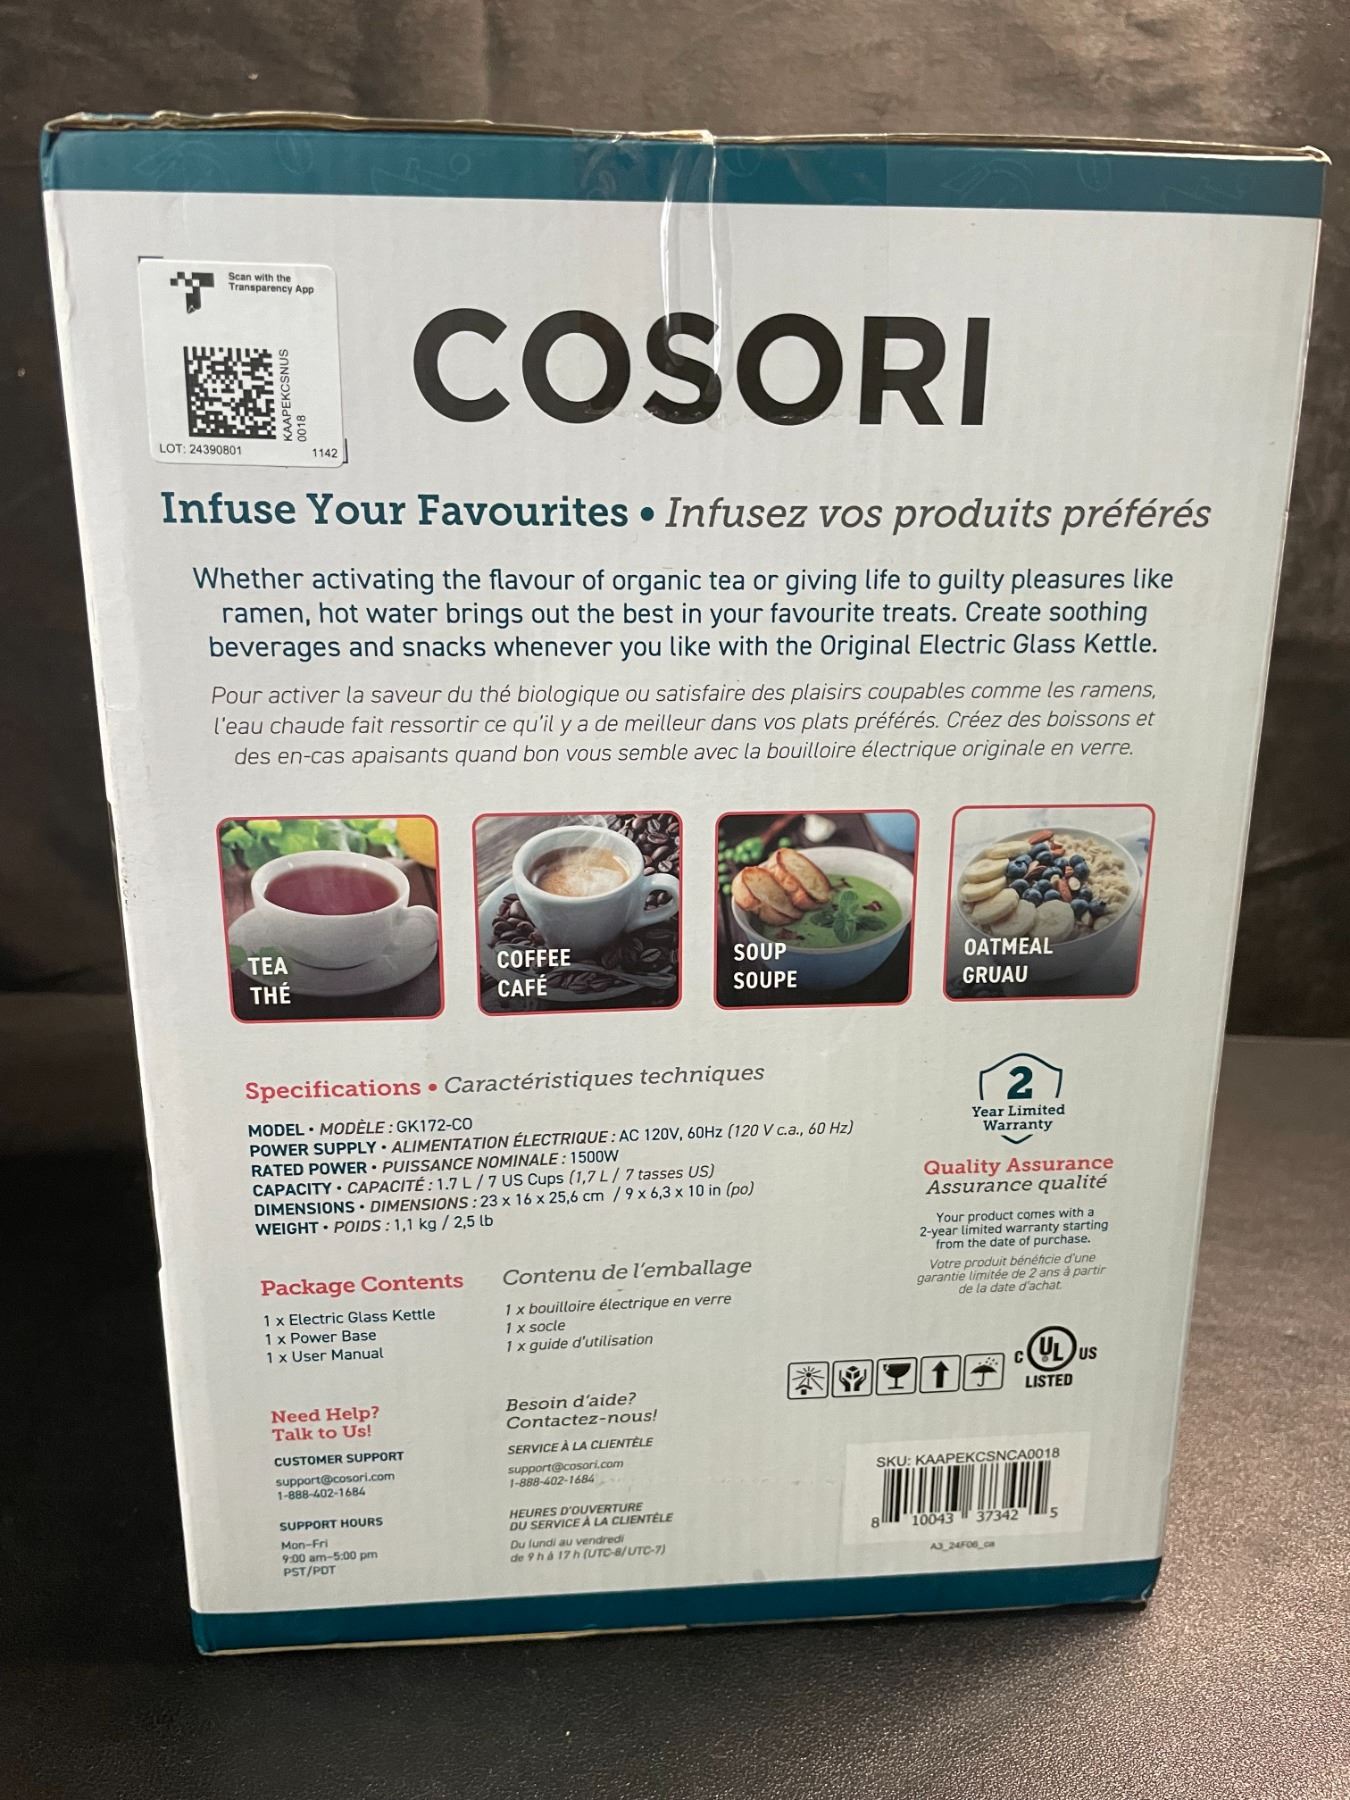 Scan with the
Transparency App
KAAPEKCSNUS
0018
LOT: 24390801
1142
COSORI
Infuse Your Favourites • Infusez vos produits préférés
Whether activating the flavour of organic tea or giving life to guilty pleasures like
ramen, hot water brings out the best in your favourite treats. Create soothing
beverages and snacks whenever you like with the Original Electric Glass Kettle.
Pour activer la saveur du thé biologique ou satisfaire des plaisirs coupables comme les ramens,
l'eau chaude fait ressortir ce qu'il y a de meilleur dans vos plats préférés. Créez des boissons et
des en-cas apaisants quand bon vous semble avec la bouilloire électrique originale en verre.
TEA
THÉ
COFFEE
CAFÉ
SOUP
SOUPE
OATMEAL
GRUAU
Specifications • Caractéristiques techniques
MODEL • MODÈLE : GK172-CO
POWER SUPPLY • ALIMENTATION ÉLECTRIQUE : AC 120V, 60Hz (120 V c.a., 60 Hz)
RATED POWER • PUISSANCE NOMINALE : 1500W
CAPACITY • CAPACITÉ : 1.7 L / 7 US Cups (1,7 L / 7 tasses US)
DIMENSIONS • DIMENSIONS : 23 x 16 x 25,6 cm / 9 x 6,3 x 10 in (po)
WEIGHT • POIDS : 1,1 kg / 2,5 lb
2
Year Limited
Warranty
Quality Assurance
Assurance qualité
Your product comes with a
2-year limited warranty starting
from the date of purchase.
Votre produit bénéficie d'une
garantie limitée de 2 ans à partir
de la date d'achat.
Package Contents
1 x Electric Glass Kettle
1 x Power Base
1 x User Manual
Contenu de l'emballage
1 x bouilloire électrique en verre
1 x socle
1 x guide d'utilisation
Need Help?
Talk to Us!
CUSTOMER SUPPORT
support@cosori.com
1-888-402-1684
SUPPORT HOURS
Mon–Fri
9:00 am–5:00 pm
PST/PDT
Besoin d'aide?
Contactez-nous!
SERVICE À LA CLIENTÈLE
support@cosori.com
1-888-402-1684
HEURES D'OUVERTURE
DU SERVICE À LA CLIENTÈLE
Du lundi au vendredi
de 9 h à 17 h (UTC-8/UTC-7)
C UL US
LISTED
SKU: KAAPEKCSNCA0018
8 10043 37342 5
A3_24F06_ca